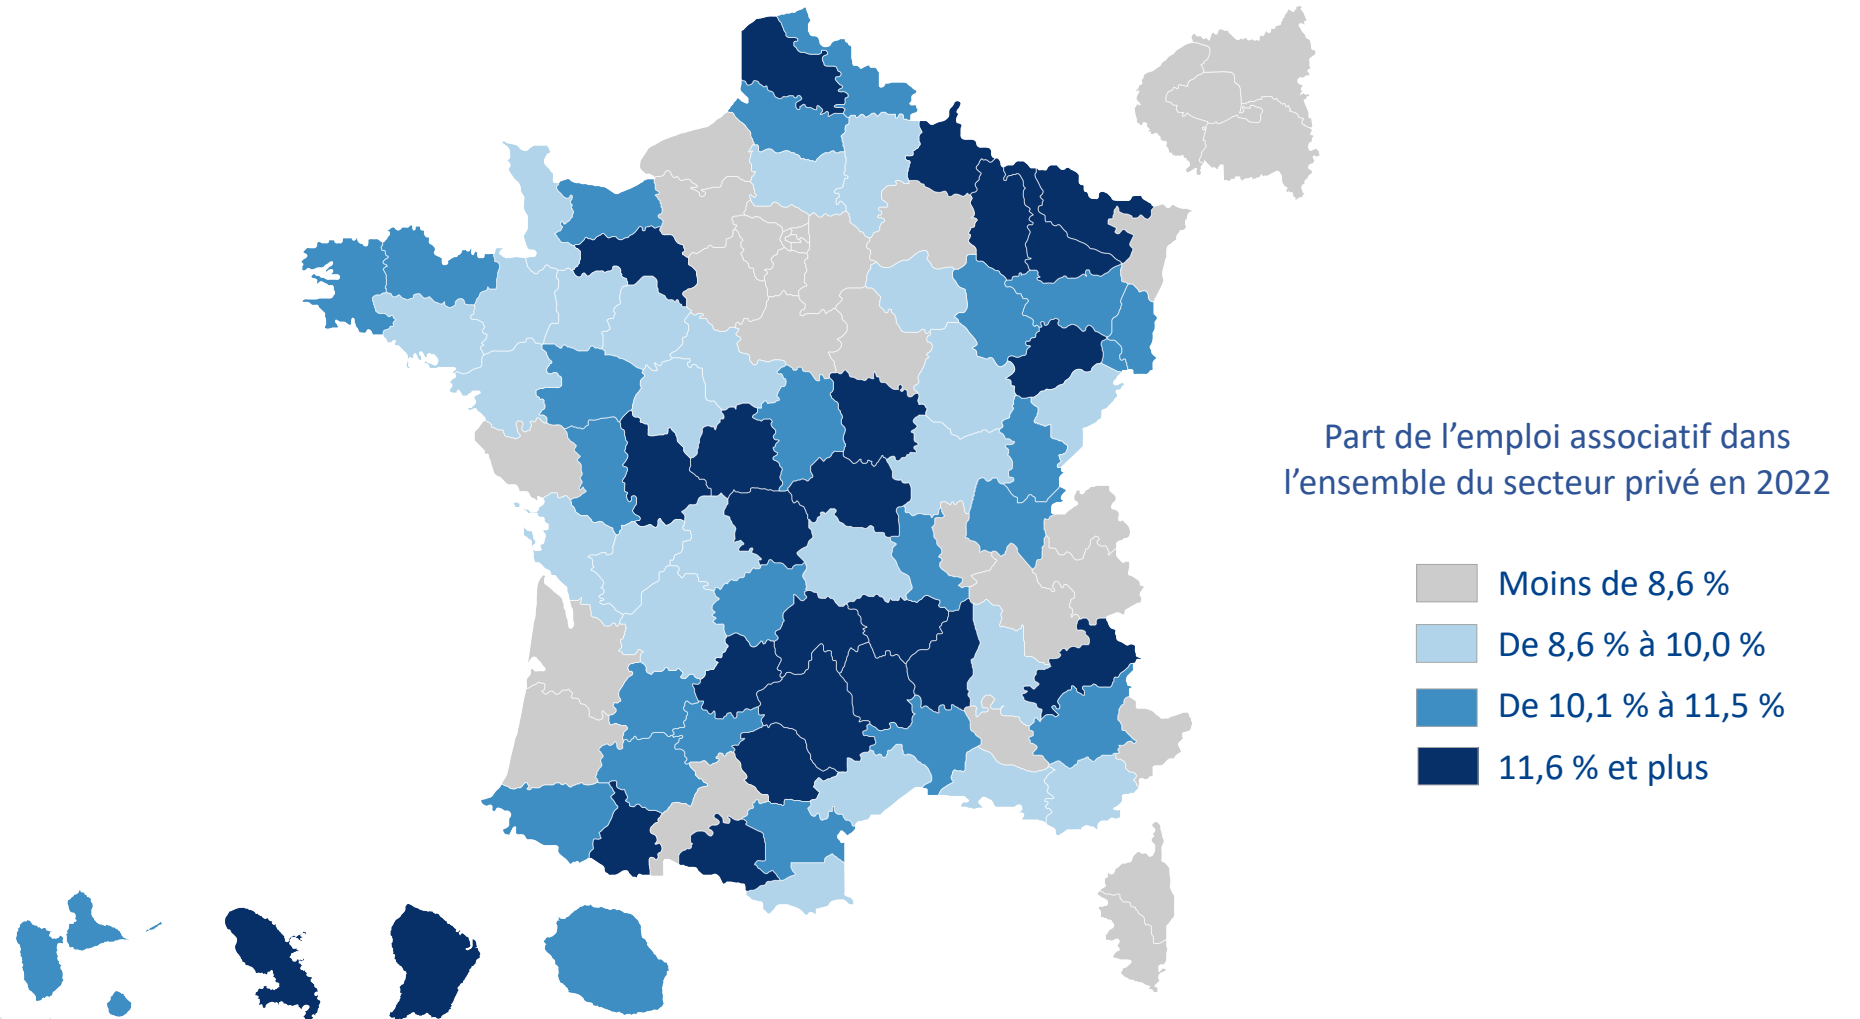 Part de l’emploi associatif dans
l’ensemble du secteur privé en 2022
Moins de 8,6 %
De 8,6 % à 10,0 %
De 10,1 % à 11,5 %
11,6 % et plus